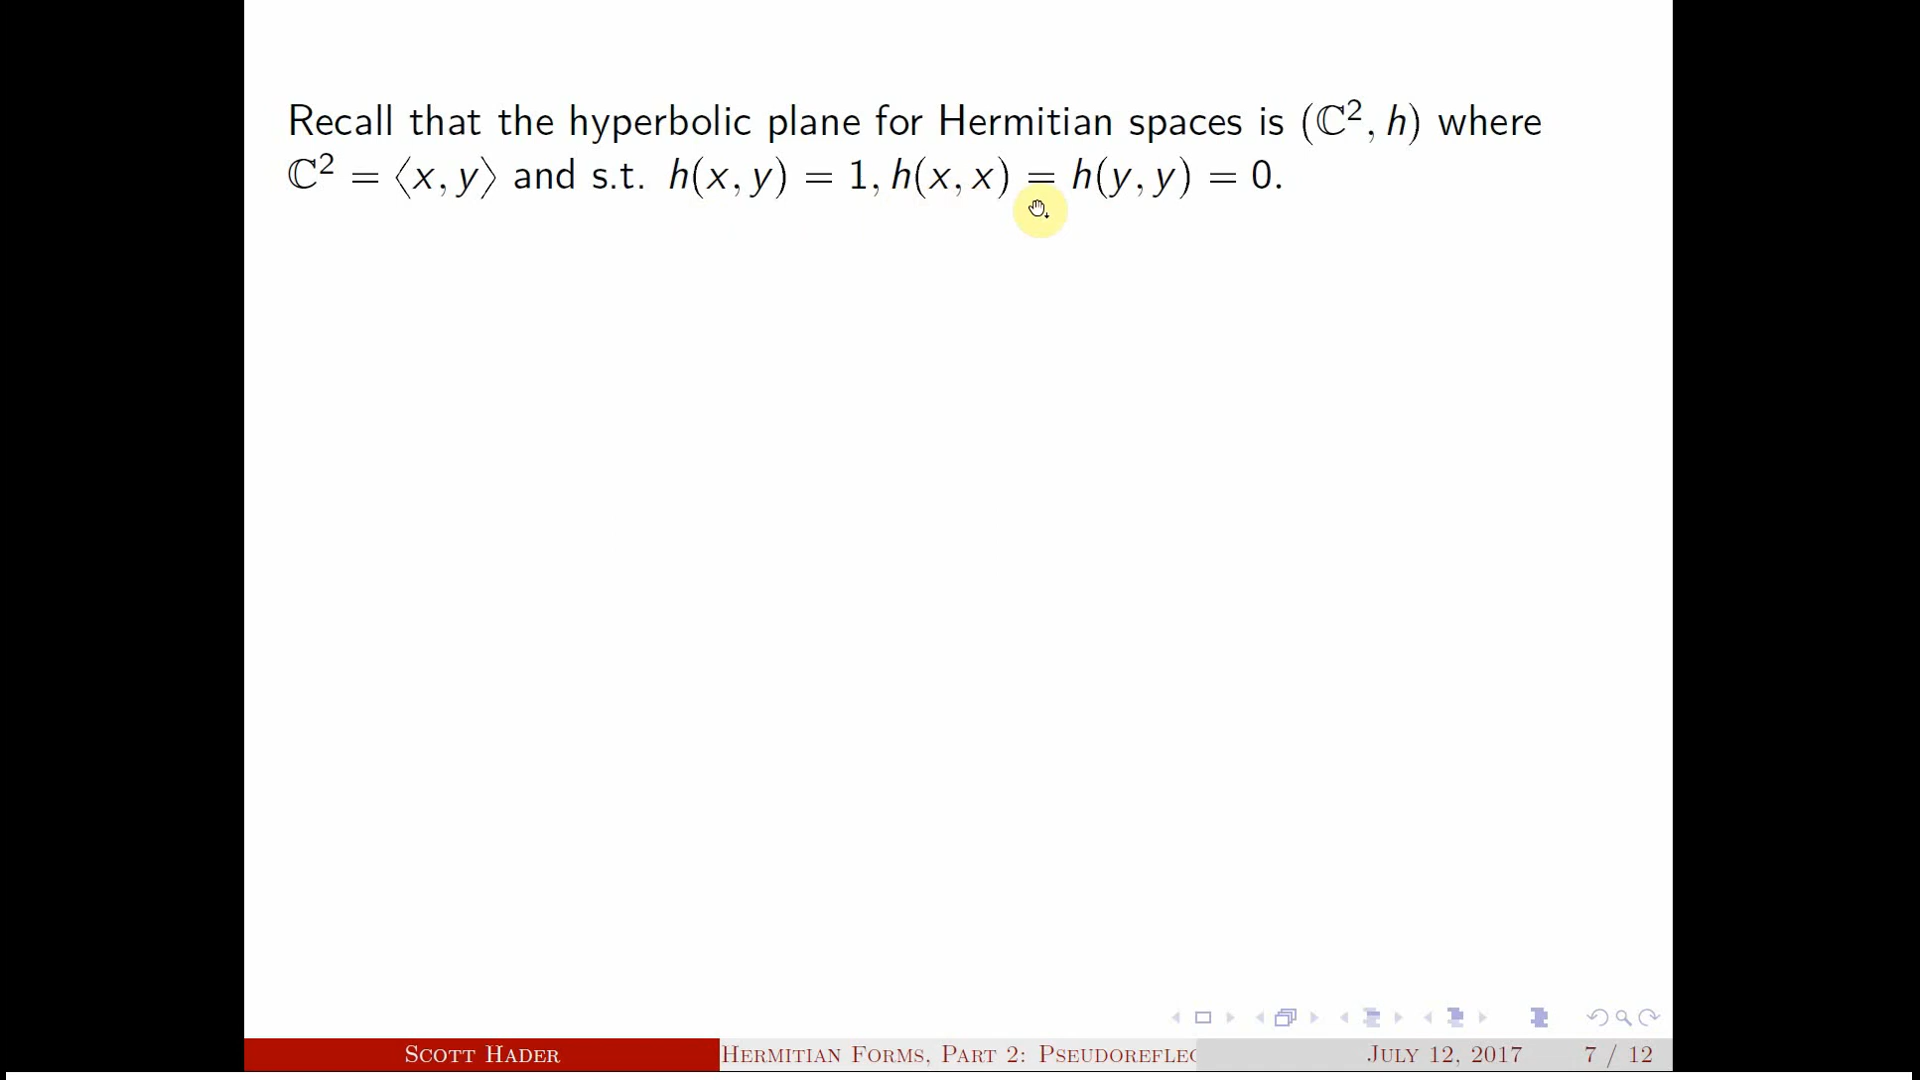 Recall that the hyperbolic plane for Hermitian spaces is (ℂ², h) where
ℂ² = ⟨x, y⟩ and s.t. h(x, y) = 1, h(x, x) = h(y, y) = 0.
Scott Hader Hermitian Forms, Part 2: Pseudoreflec July 12, 2017 7 / 12